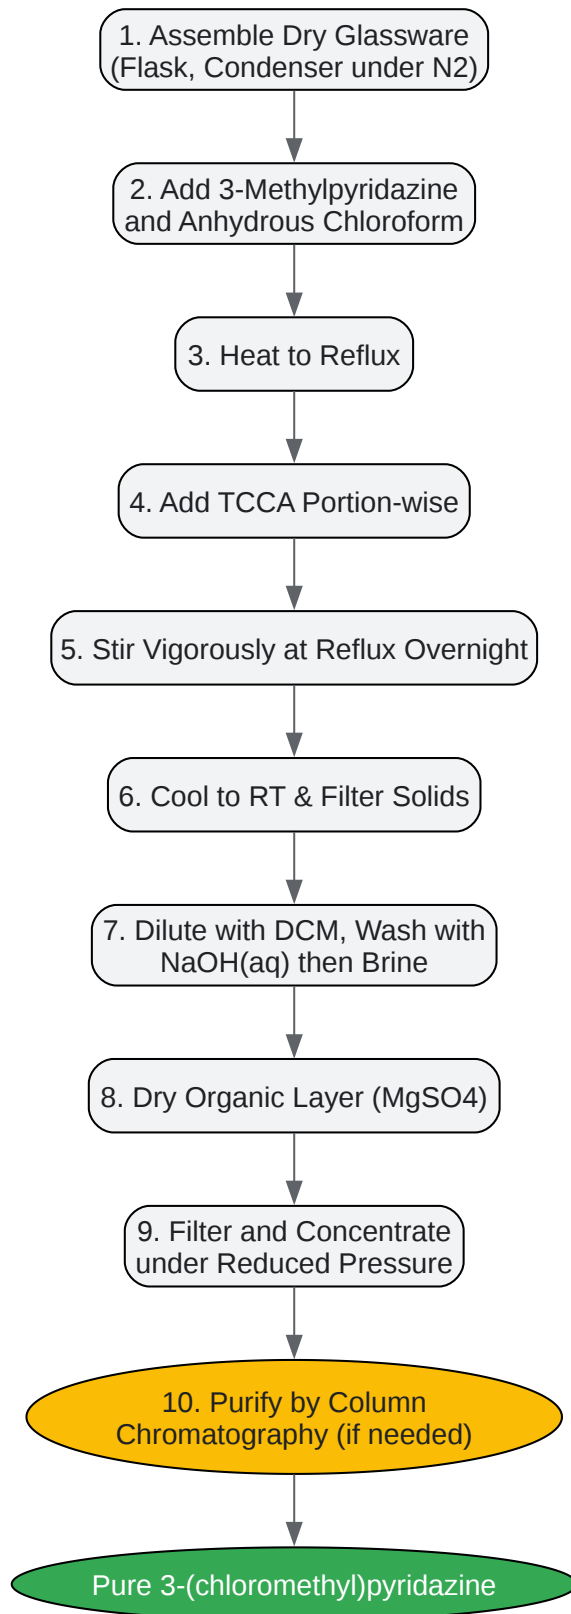 1. Assemble Dry Glassware
(Flask, Condenser under N2)
2. Add 3-Methylpyridazine
and Anhydrous Chloroform
3. Heat to Reflux
4. Add TCCA Portion-wise
5. Stir Vigorously at Reflux Overnight
6. Cool to RT & Filter Solids
7. Dilute with DCM, Wash with
NaOH(aq) then Brine
8. Dry Organic Layer (MgSO4)
9. Filter and Concentrate
under Reduced Pressure
10. Purify by Column
Chromatography (if needed)
Pure 3-(chloromethyl)pyridazine